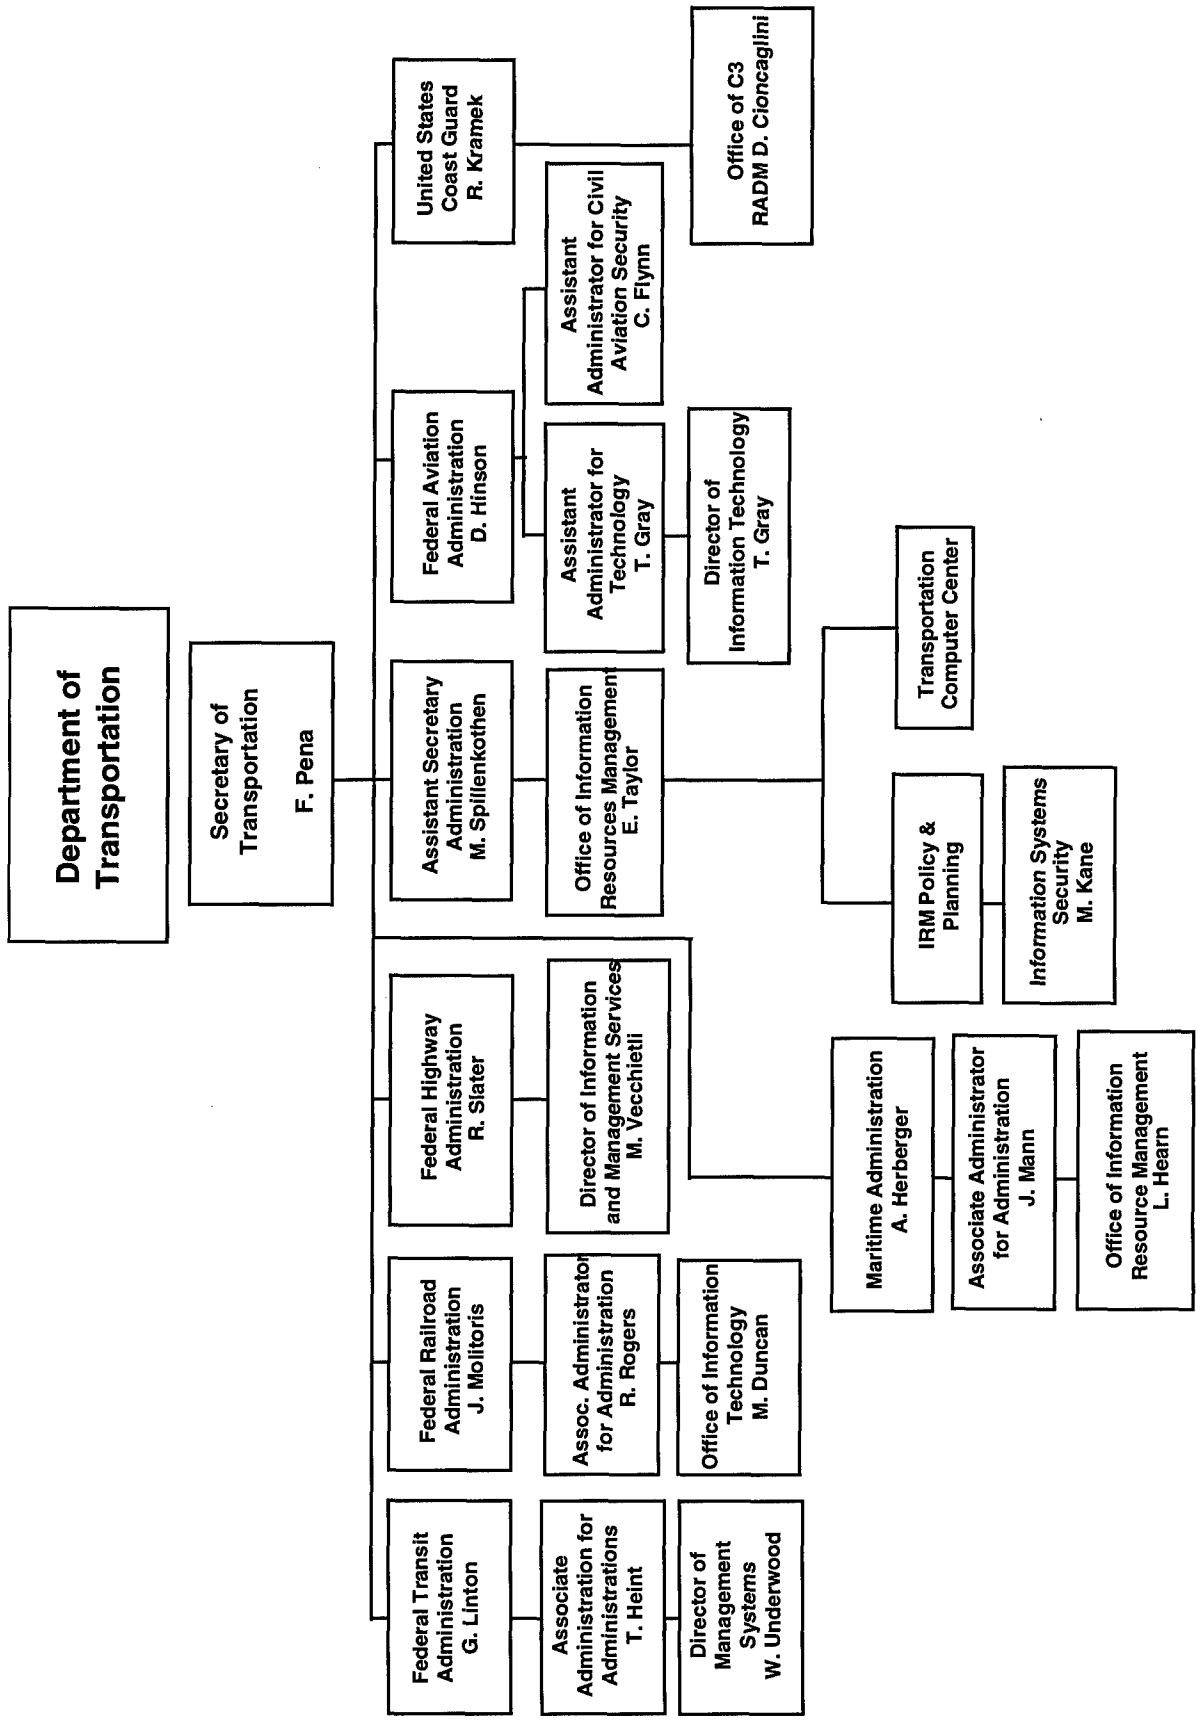 Department of
Transportation
Secretary of
Transportation
F. Pena
Federal Transit
Administration
G. Linton
Federal Railroad
Administration
J. Molitoris
Federal Highway
Administration
R. Slater
Assistant Secretary
Administration
M. Spillenkothen
Federal Aviation
Administration
D. Hinson
United States
Coast Guard
R. Kramek
Associate
Administration for
Administrations
T. Heint
Assoc. Administrator
for Administration
R. Rogers
Director of Information
and Management Services
M. Vecchietli
Office of Information
Resources Management
E. Taylor
Assistant
Administrator for
Technology
T. Gray
Assistant
Administrator for Civil
Aviation Security
C. Flynn
Director of
Management
Systems
W. Underwood
Office of Information
Technology
M. Duncan
Director of
Information Technology
T. Gray
Office of C3
RADM D. Cioncaglini
Maritime Administration
A. Herberger
IRM Policy &
Planning
Transportation
Computer Center
Associate Administrator
for Administration
J. Mann
Information Systems
Security
M. Kane
Office of Information
Resource Management
L. Hearn